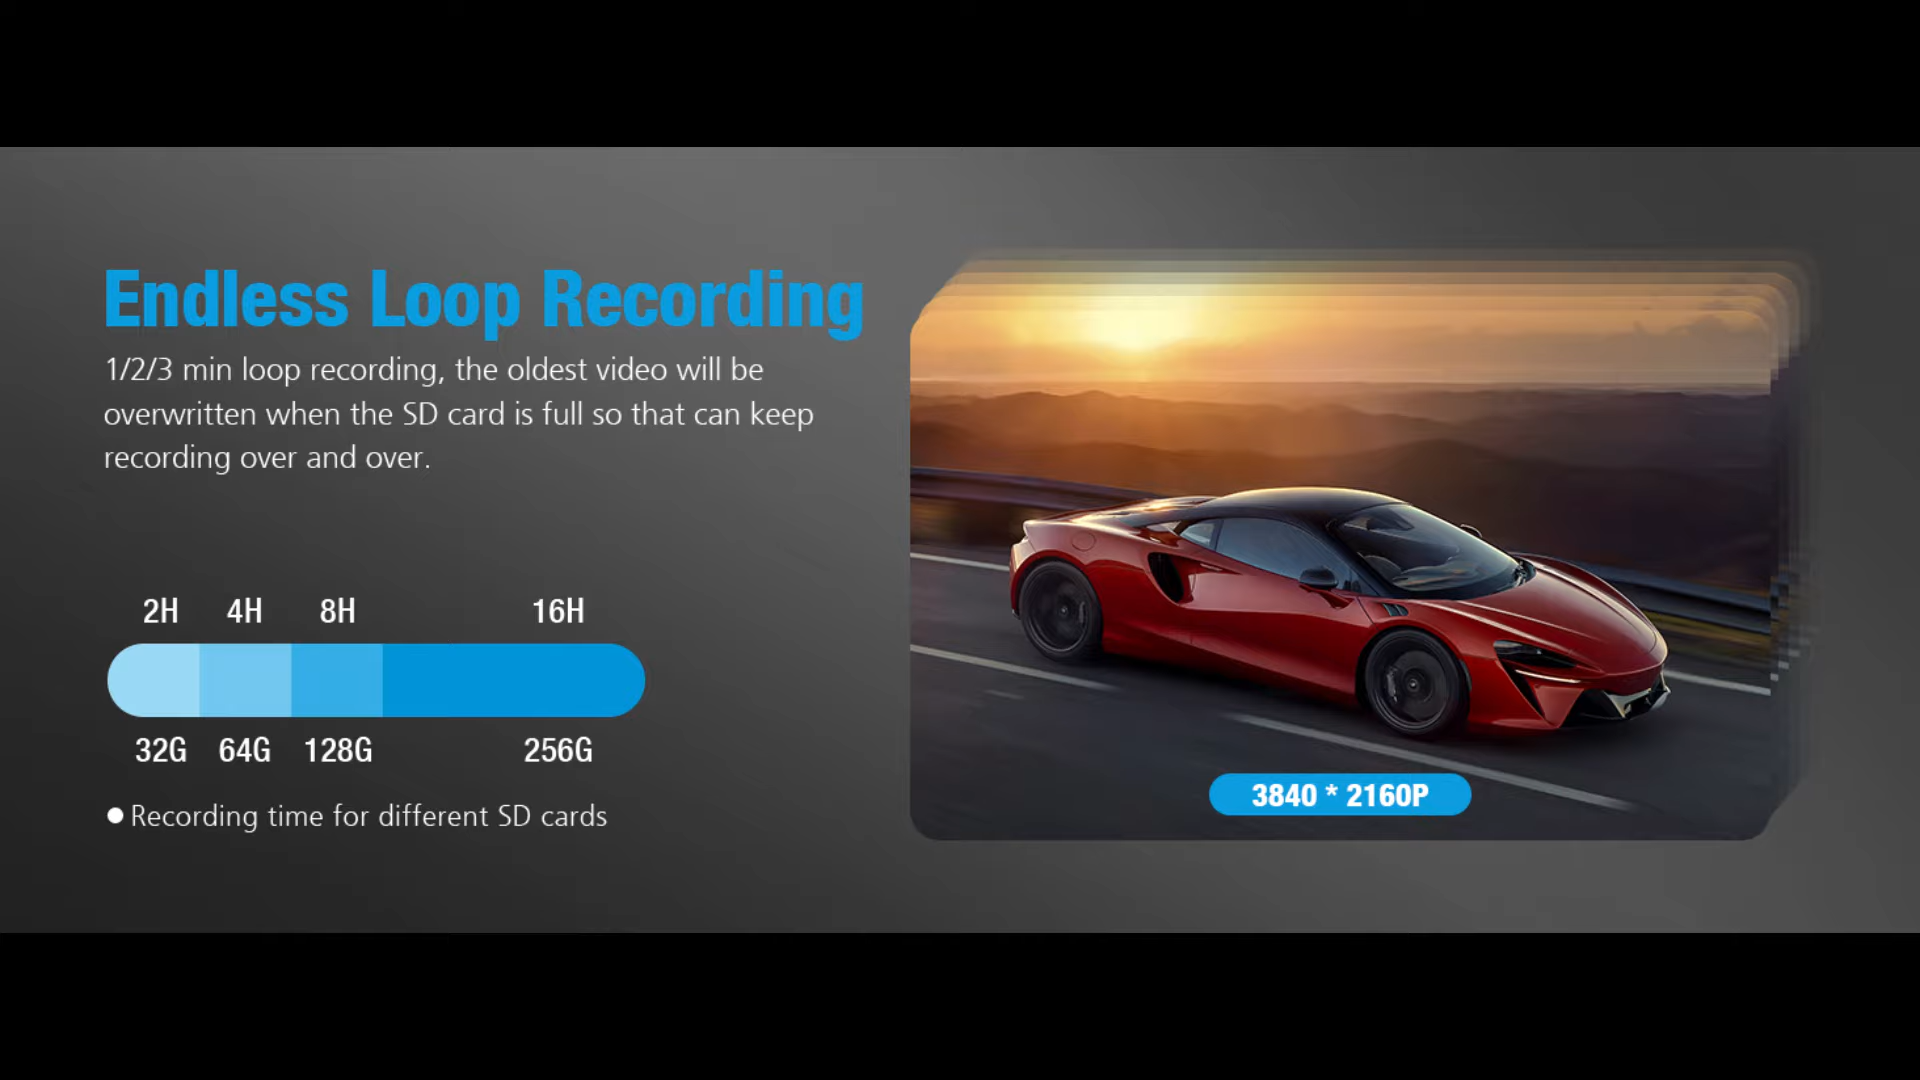 Endless Loop Recording
1/2/3 min loop recording, the oldest video will be
overwritten when the SD card is full so that can keep
recording over and over.
2H 4H 8H 16H
32G 64G 128G 256G
● Recording time for different SD cards
3840 * 2160P